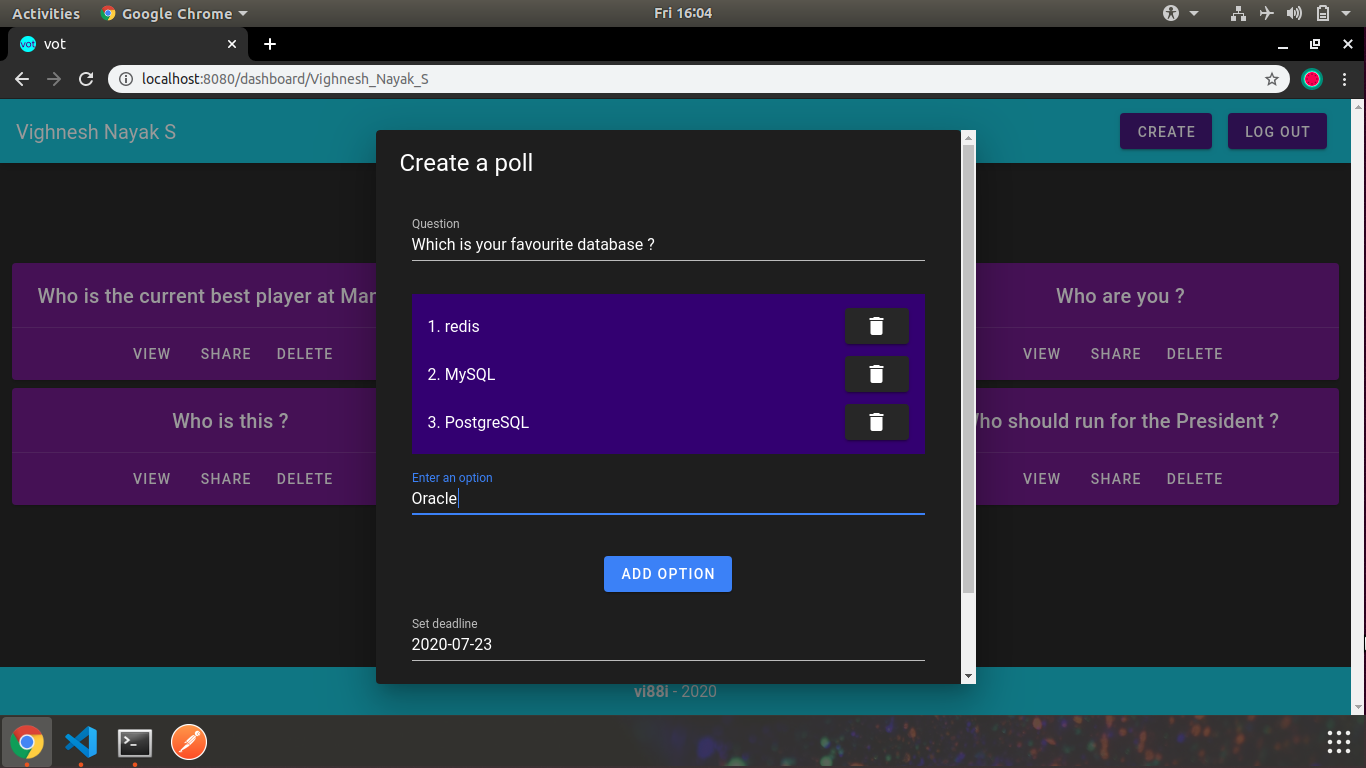 Activities Google Chrome Fri 16:04
vot
localhost:8080/dashboard/Vighnesh_Nayak_S
Vighnesh Nayak S CREATE LOG OUT
Create a poll
Question
Which is your favourite database ?
1. redis
2. MySQL
3. PostgreSQL
Enter an option
Oracle
ADD OPTION
Set deadline
2020-07-23
Who is the current best player at
VIEW SHARE DELETE
Who are you ?
VIEW SHARE DELETE
Who is this ?
VIEW SHARE DELETE
should run for the President ?
VIEW SHARE DELETE
vi88i - 2020